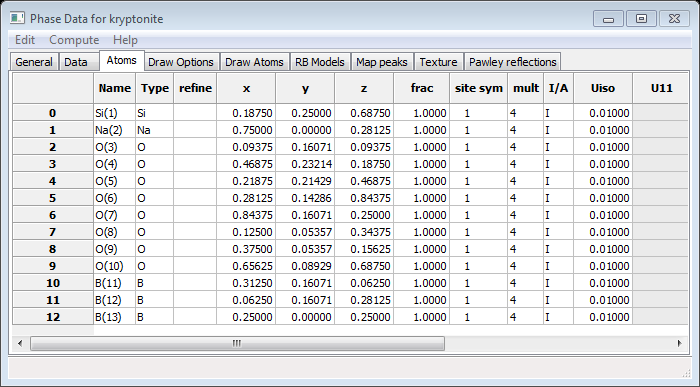 Phase Data for kryptonite
Edit Compute Help
General Data Atoms Draw Options Draw Atoms RB Models Map peaks Texture Pawley reflections
Name Type refine x y z frac site sym mult I/A Uiso U11
0 Si(1) Si 0.18750 0.25000 0.68750 1.0000 1 4 I 0.01000
1 Na(2) Na 0.75000 0.00000 0.28125 1.0000 1 4 I 0.01000
2 O(3) O 0.09375 0.16071 0.09375 1.0000 1 4 I 0.01000
3 O(4) O 0.46875 0.23214 0.18750 1.0000 1 4 I 0.01000
4 O(5) O 0.21875 0.21429 0.46875 1.0000 1 4 I 0.01000
5 O(6) O 0.28125 0.14286 0.84375 1.0000 1 4 I 0.01000
6 O(7) O 0.84375 0.16071 0.25000 1.0000 1 4 I 0.01000
7 O(8) O 0.12500 0.05357 0.34375 1.0000 1 4 I 0.01000
8 O(9) O 0.37500 0.05357 0.15625 1.0000 1 4 I 0.01000
9 O(10) O 0.65625 0.08929 0.68750 1.0000 1 4 I 0.01000
10 B(11) B 0.31250 0.16071 0.06250 1.0000 1 4 I 0.01000
11 B(12) B 0.06250 0.16071 0.28125 1.0000 1 4 I 0.01000
12 B(13) B 0.25000 0.00000 0.25000 1.0000 1 4 I 0.01000